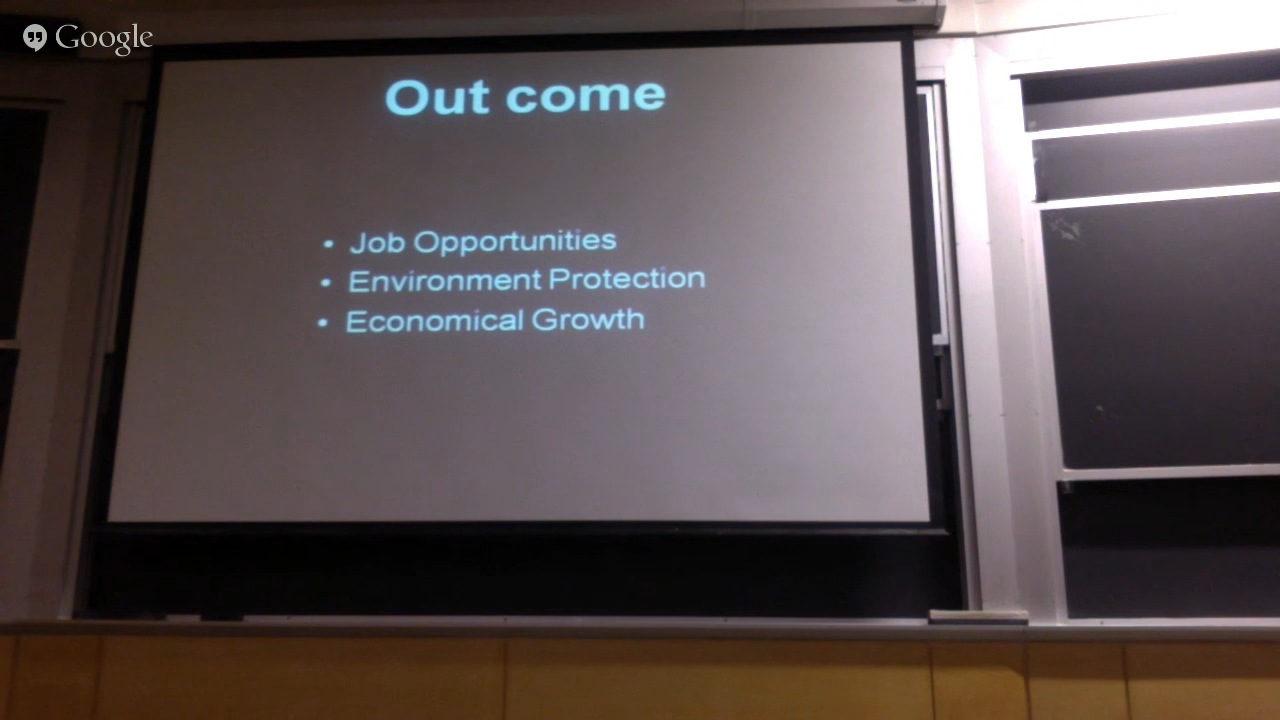 Google
Out come
• Job Opportunities
• Environment Protection
• Economical Growth